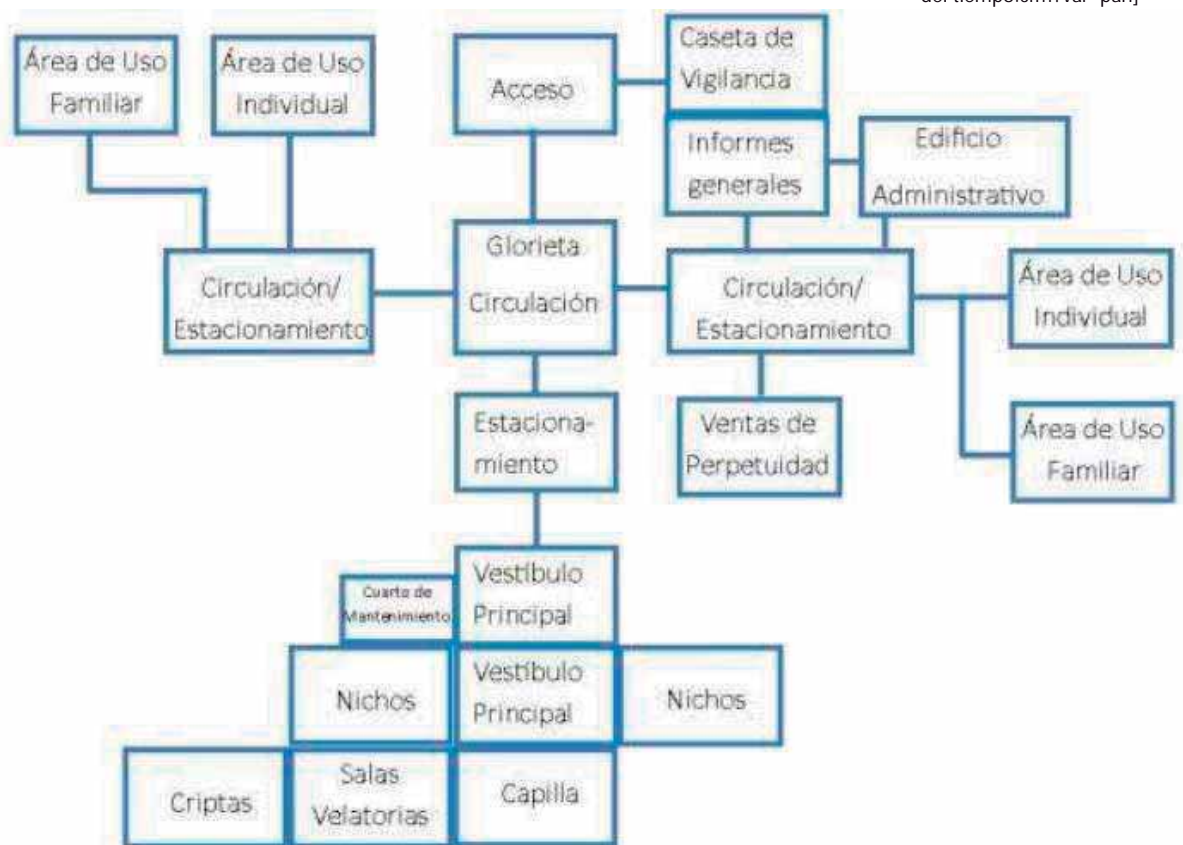 Área de Uso
Familiar
Área de Uso
Individual
Acceso
Caseta de
Vigilancia
Informes
generales
Edificio
Administrativo
Glorieta
Circulación
Circulación/
Estacionamiento
Circulación/
Estacionamiento
Área de Uso
Individual
Estaciona-
miento
Ventas de
Perpetuidad
Área de Uso
Familiar
Vestíbulo
Principal
Cuarto de
Mantenimiento
Nichos
Vestíbulo
Principal
Nichos
Criptas
Salas
Velatorias
Capilla